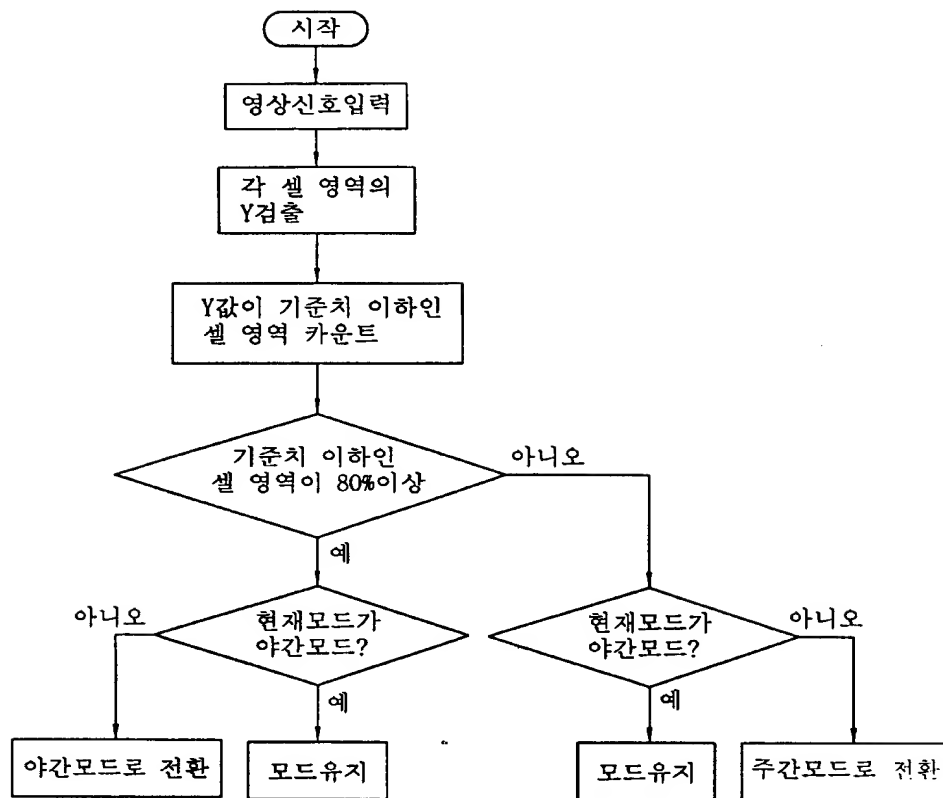 시작
영상신호입력
각 셀 영역의
Y검출
Y값이 기준치 이하인
셀 영역 카운트
기준치 이하인
셀 영역이 80%이상
아니오
예
현재모드가
야간모드?
아니오
예
현재모드가
야간모드?
아니오
예
야간모드로 전환
모드유지
모드유지
주간모드로 전환